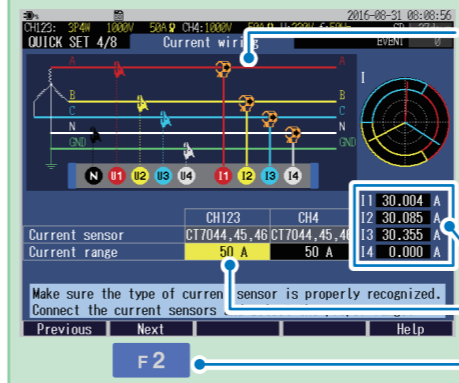 2016-08-31 08:08:56
CH123: 3P4W 1000V 50A CH4:1000V 50A
QUICK SET 4/8 Current wiring EVENT 0
A A
B B
C C
N N
GND GND
I
N U1 U2 U3 U4 I1 I2 I3 I4
I1 30.004 A
I2 30.085 A
I3 30.355 A
I4 0.000 A
CH123 CH4
Current sensor CT7044,45,46 CT7044,45,46
Current range 50 A 50 A
Make sure the type of current sensor is properly recognized.
Connect the current sensors
Previous Next Help
F2